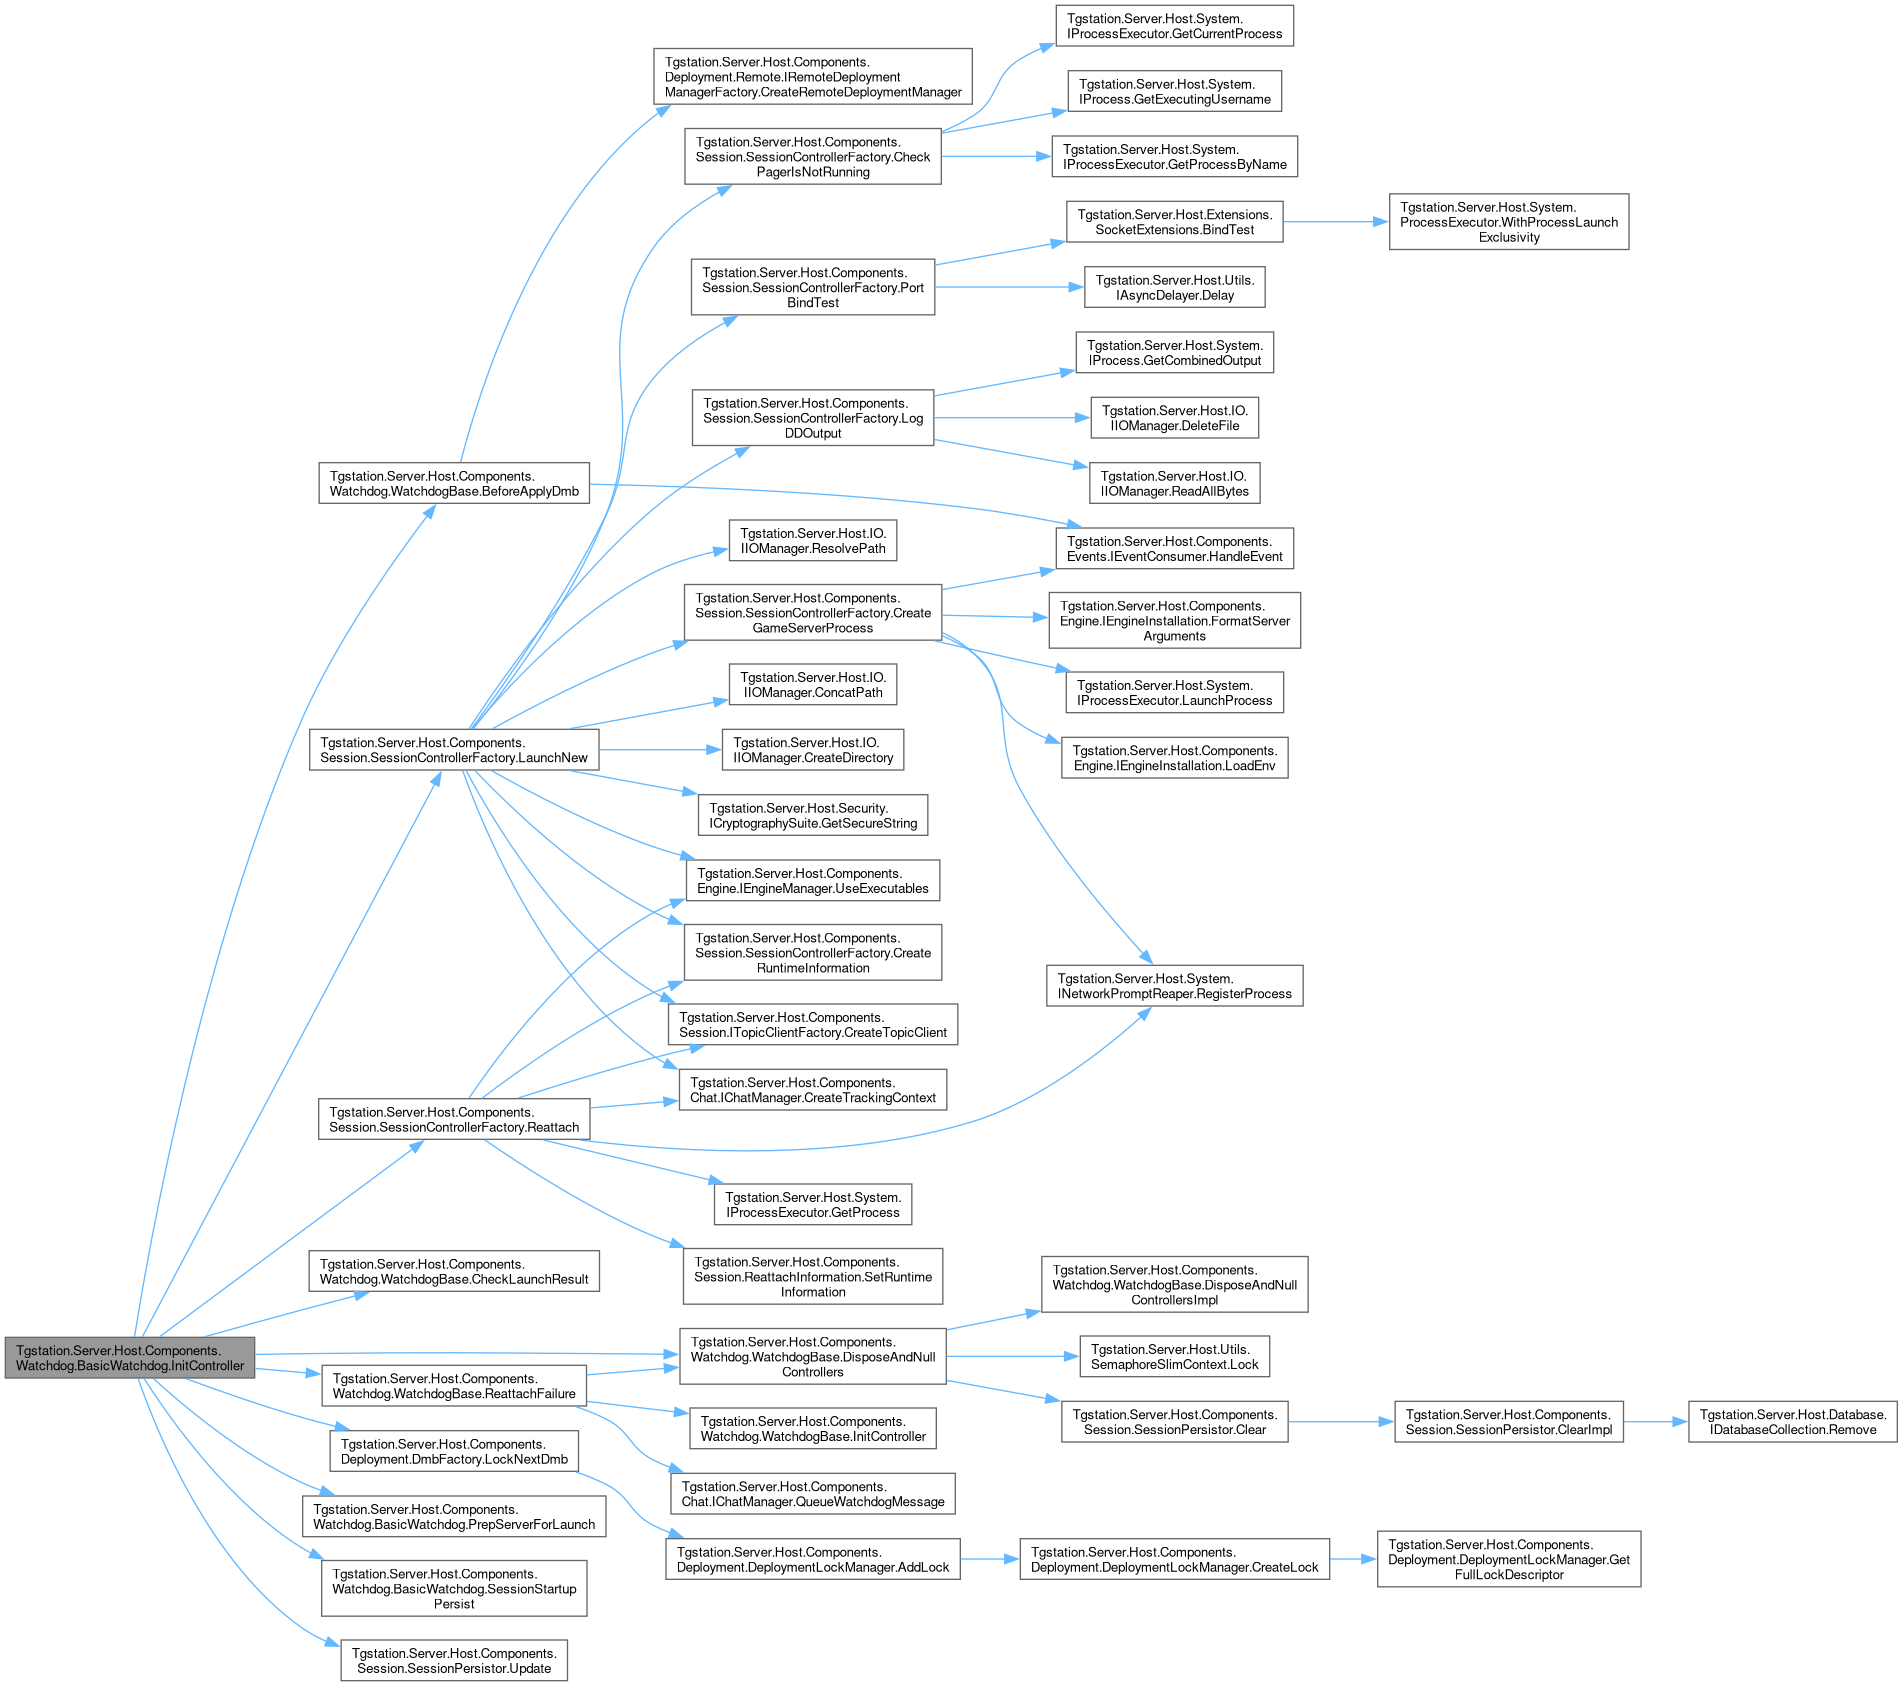 Tgstation.Server.Host.Components.
Watchdog.BasicWatchdog.InitController
Tgstation.Server.Host.Components.
Watchdog.WatchdogBase.BeforeApplyDmb
Tgstation.Server.Host.Components.
Session.SessionControllerFactory.LaunchNew
Tgstation.Server.Host.Components.
Session.SessionControllerFactory.Reattach
Tgstation.Server.Host.Components.
Watchdog.WatchdogBase.CheckLaunchResult
Tgstation.Server.Host.Components.
Watchdog.WatchdogBase.ReattachFailure
Tgstation.Server.Host.Components.
Deployment.DmbFactory.LockNextDmb
Tgstation.Server.Host.Components.
Watchdog.BasicWatchdog.PrepServerForLaunch
Tgstation.Server.Host.Components.
Watchdog.BasicWatchdog.SessionStartup
Persist
Tgstation.Server.Host.Components.
Session.SessionPersistor.Update
Tgstation.Server.Host.Components.
Deployment.Remote.IRemoteDeployment
ManagerFactory.CreateRemoteDeploymentManager
Tgstation.Server.Host.Components.
Session.SessionControllerFactory.Check
PagerIsNotRunning
Tgstation.Server.Host.Components.
Session.SessionControllerFactory.Port
BindTest
Tgstation.Server.Host.Components.
Session.SessionControllerFactory.Log
DDOutput
Tgstation.Server.Host.IO.
IIOManager.ResolvePath
Tgstation.Server.Host.Components.
Session.SessionControllerFactory.Create
GameServerProcess
Tgstation.Server.Host.IO.
IIOManager.ConcatPath
Tgstation.Server.Host.IO.
IIOManager.CreateDirectory
Tgstation.Server.Host.Security.
ICryptographySuite.GetSecureString
Tgstation.Server.Host.Components.
Engine.IEngineManager.UseExecutables
Tgstation.Server.Host.Components.
Session.SessionControllerFactory.Create
RuntimeInformation
Tgstation.Server.Host.Components.
Session.ITopicClientFactory.CreateTopicClient
Tgstation.Server.Host.Components.
Chat.IChatManager.CreateTrackingContext
Tgstation.Server.Host.System.
IProcessExecutor.GetProcess
Tgstation.Server.Host.Components.
Session.ReattachInformation.SetRuntime
Information
Tgstation.Server.Host.Components.
Watchdog.WatchdogBase.DisposeAndNull
Controllers
Tgstation.Server.Host.Components.
Watchdog.WatchdogBase.InitController
Tgstation.Server.Host.Components.
Chat.IChatManager.QueueWatchdogMessage
Tgstation.Server.Host.Components.
Deployment.DeploymentLockManager.AddLock
Tgstation.Server.Host.System.
IProcessExecutor.GetCurrentProcess
Tgstation.Server.Host.System.
IProcess.GetExecutingUsername
Tgstation.Server.Host.System.
IProcessExecutor.GetProcessByName
Tgstation.Server.Host.Extensions.
SocketExtensions.BindTest
Tgstation.Server.Host.Utils.
IAsyncDelayer.Delay
Tgstation.Server.Host.System.
IProcess.GetCombinedOutput
Tgstation.Server.Host.IO.
IIOManager.DeleteFile
Tgstation.Server.Host.IO.
IIOManager.ReadAllBytes
Tgstation.Server.Host.Components.
Events.IEventConsumer.HandleEvent
Tgstation.Server.Host.Components.
Engine.IEngineInstallation.FormatServer
Arguments
Tgstation.Server.Host.System.
IProcessExecutor.LaunchProcess
Tgstation.Server.Host.Components.
Engine.IEngineInstallation.LoadEnv
Tgstation.Server.Host.System.
INetworkPromptReaper.RegisterProcess
Tgstation.Server.Host.Components.
Watchdog.WatchdogBase.DisposeAndNull
ControllersImpl
Tgstation.Server.Host.Utils.
SemaphoreSlimContext.Lock
Tgstation.Server.Host.Components.
Session.SessionPersistor.Clear
Tgstation.Server.Host.Components.
Deployment.DeploymentLockManager.CreateLock
Tgstation.Server.Host.System.
ProcessExecutor.WithProcessLaunch
Exclusivity
Tgstation.Server.Host.Components.
Session.SessionPersistor.ClearImpl
Tgstation.Server.Host.Components.
Deployment.DeploymentLockManager.Get
FullLockDescriptor
Tgstation.Server.Host.Database.
IDatabaseCollection.Remove